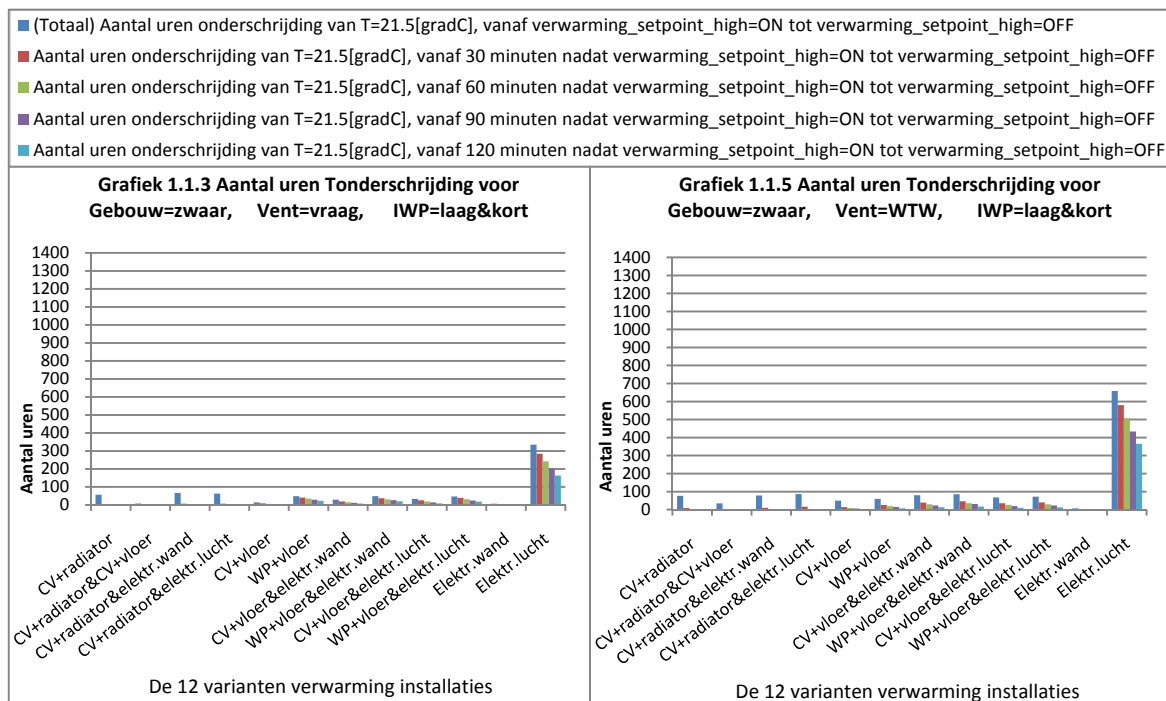 (Totaal) Aantal uren onderschrijding van T=21.5[gradC], vanaf verwarming_setpoint_high=ON tot verwarming_setpoint_high=OFF
Aantal uren onderschrijding van T=21.5[gradC], vanaf 30 minuten nadat verwarming_setpoint_high=ON tot verwarming_setpoint_high=OFF
Aantal uren onderschrijding van T=21.5[gradC], vanaf 60 minuten nadat verwarming_setpoint_high=ON tot verwarming_setpoint_high=OFF
Aantal uren onderschrijding van T=21.5[gradC], vanaf 90 minuten nadat verwarming_setpoint_high=ON tot verwarming_setpoint_high=OFF
Aantal uren onderschrijding van T=21.5[gradC], vanaf 120 minuten nadat verwarming_setpoint_high=ON tot verwarming_setpoint_high=OFF
Grafiek 1.1.3 Aantal uren Tonderschrijding voor
Gebouw=zwaar, Vent=vraag, IWP=laag&kort
1400
1300
1200
1100
1000
900
800
700
600
500
400
300
200
100
0
Aantal uren
CV+radiator
CV+radiator&CV+vloer
CV+radiator&elektr.wand
CV+radiator&elektr.lucht
CV+vloer
WP+vloer
CV+vloer&elektr.wand
WP+vloer&elektr.wand
CV+vloer&elektr.lucht
WP+vloer&elektr.lucht
Elektr.wand
Elektr.lucht
De 12 varianten verwarming installaties
Grafiek 1.1.5 Aantal uren Tonderschrijding voor
Gebouw=zwaar, Vent=WTW, IWP=laag&kort
1400
1300
1200
1100
1000
900
800
700
600
500
400
300
200
100
0
Aantal uren
CV+radiator
CV+radiator&CV+vloer
CV+radiator&elektr.wand
CV+radiator&elektr.lucht
CV+vloer
WP+vloer
CV+vloer&elektr.wand
WP+vloer&elektr.wand
CV+vloer&elektr.lucht
WP+vloer&elektr.lucht
Elektr.wand
Elektr.lucht
De 12 varianten verwarming installaties